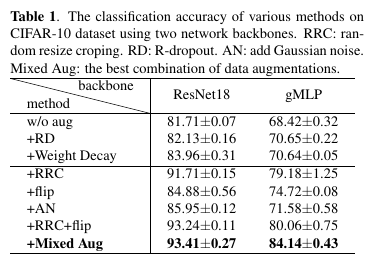 Table 1. The classification accuracy of various methods on
CIFAR-10 dataset using two network backbones. RRC: ran-
dom resize croping. RD: R-dropout. AN: add Gaussian noise.
Mixed Aug: the best combination of data augmentations.
backbone
method ResNet18 gMLP
w/o aug 81.71±0.07 68.42±0.32
+RD 82.13±0.16 70.65±0.22
+Weight Decay 83.96±0.31 70.64±0.05
+RRC 91.71±0.15 79.18±1.25
+flip 84.88±0.56 74.72±0.08
+AN 85.95±0.12 71.58±0.58
+RRC+flip 93.24±0.11 80.06±0.75
+Mixed Aug 93.41±0.27 84.14±0.43